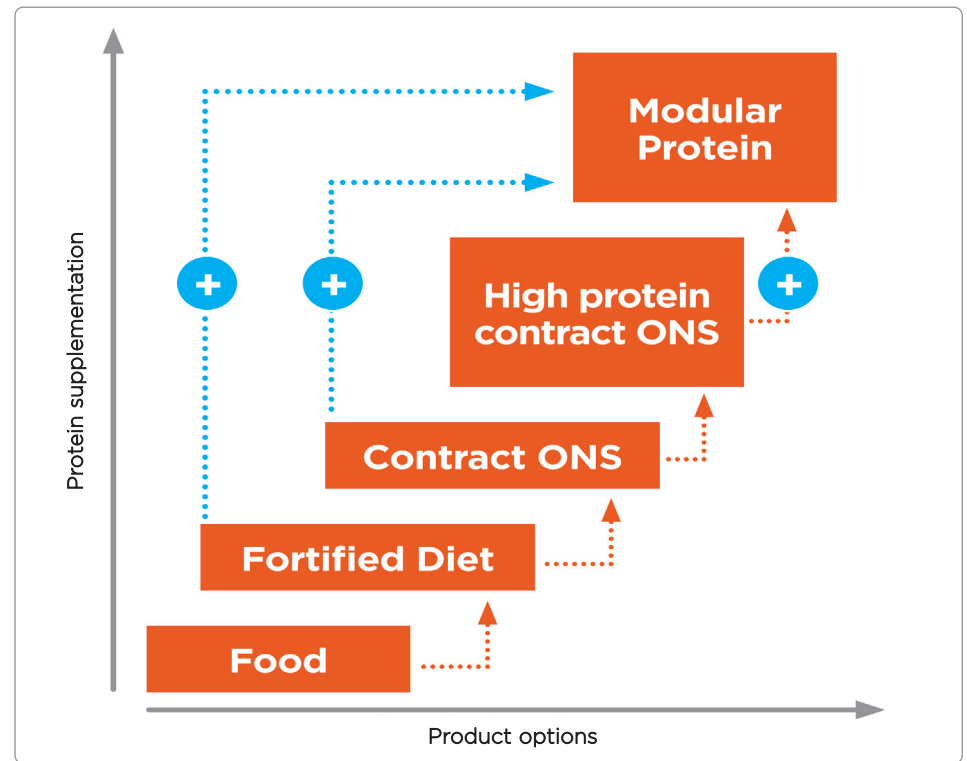 Modular
Protein
+
+
+
High protein
contract ONS
Contract ONS
Fortified Diet
Food
Protein supplementation
Product options